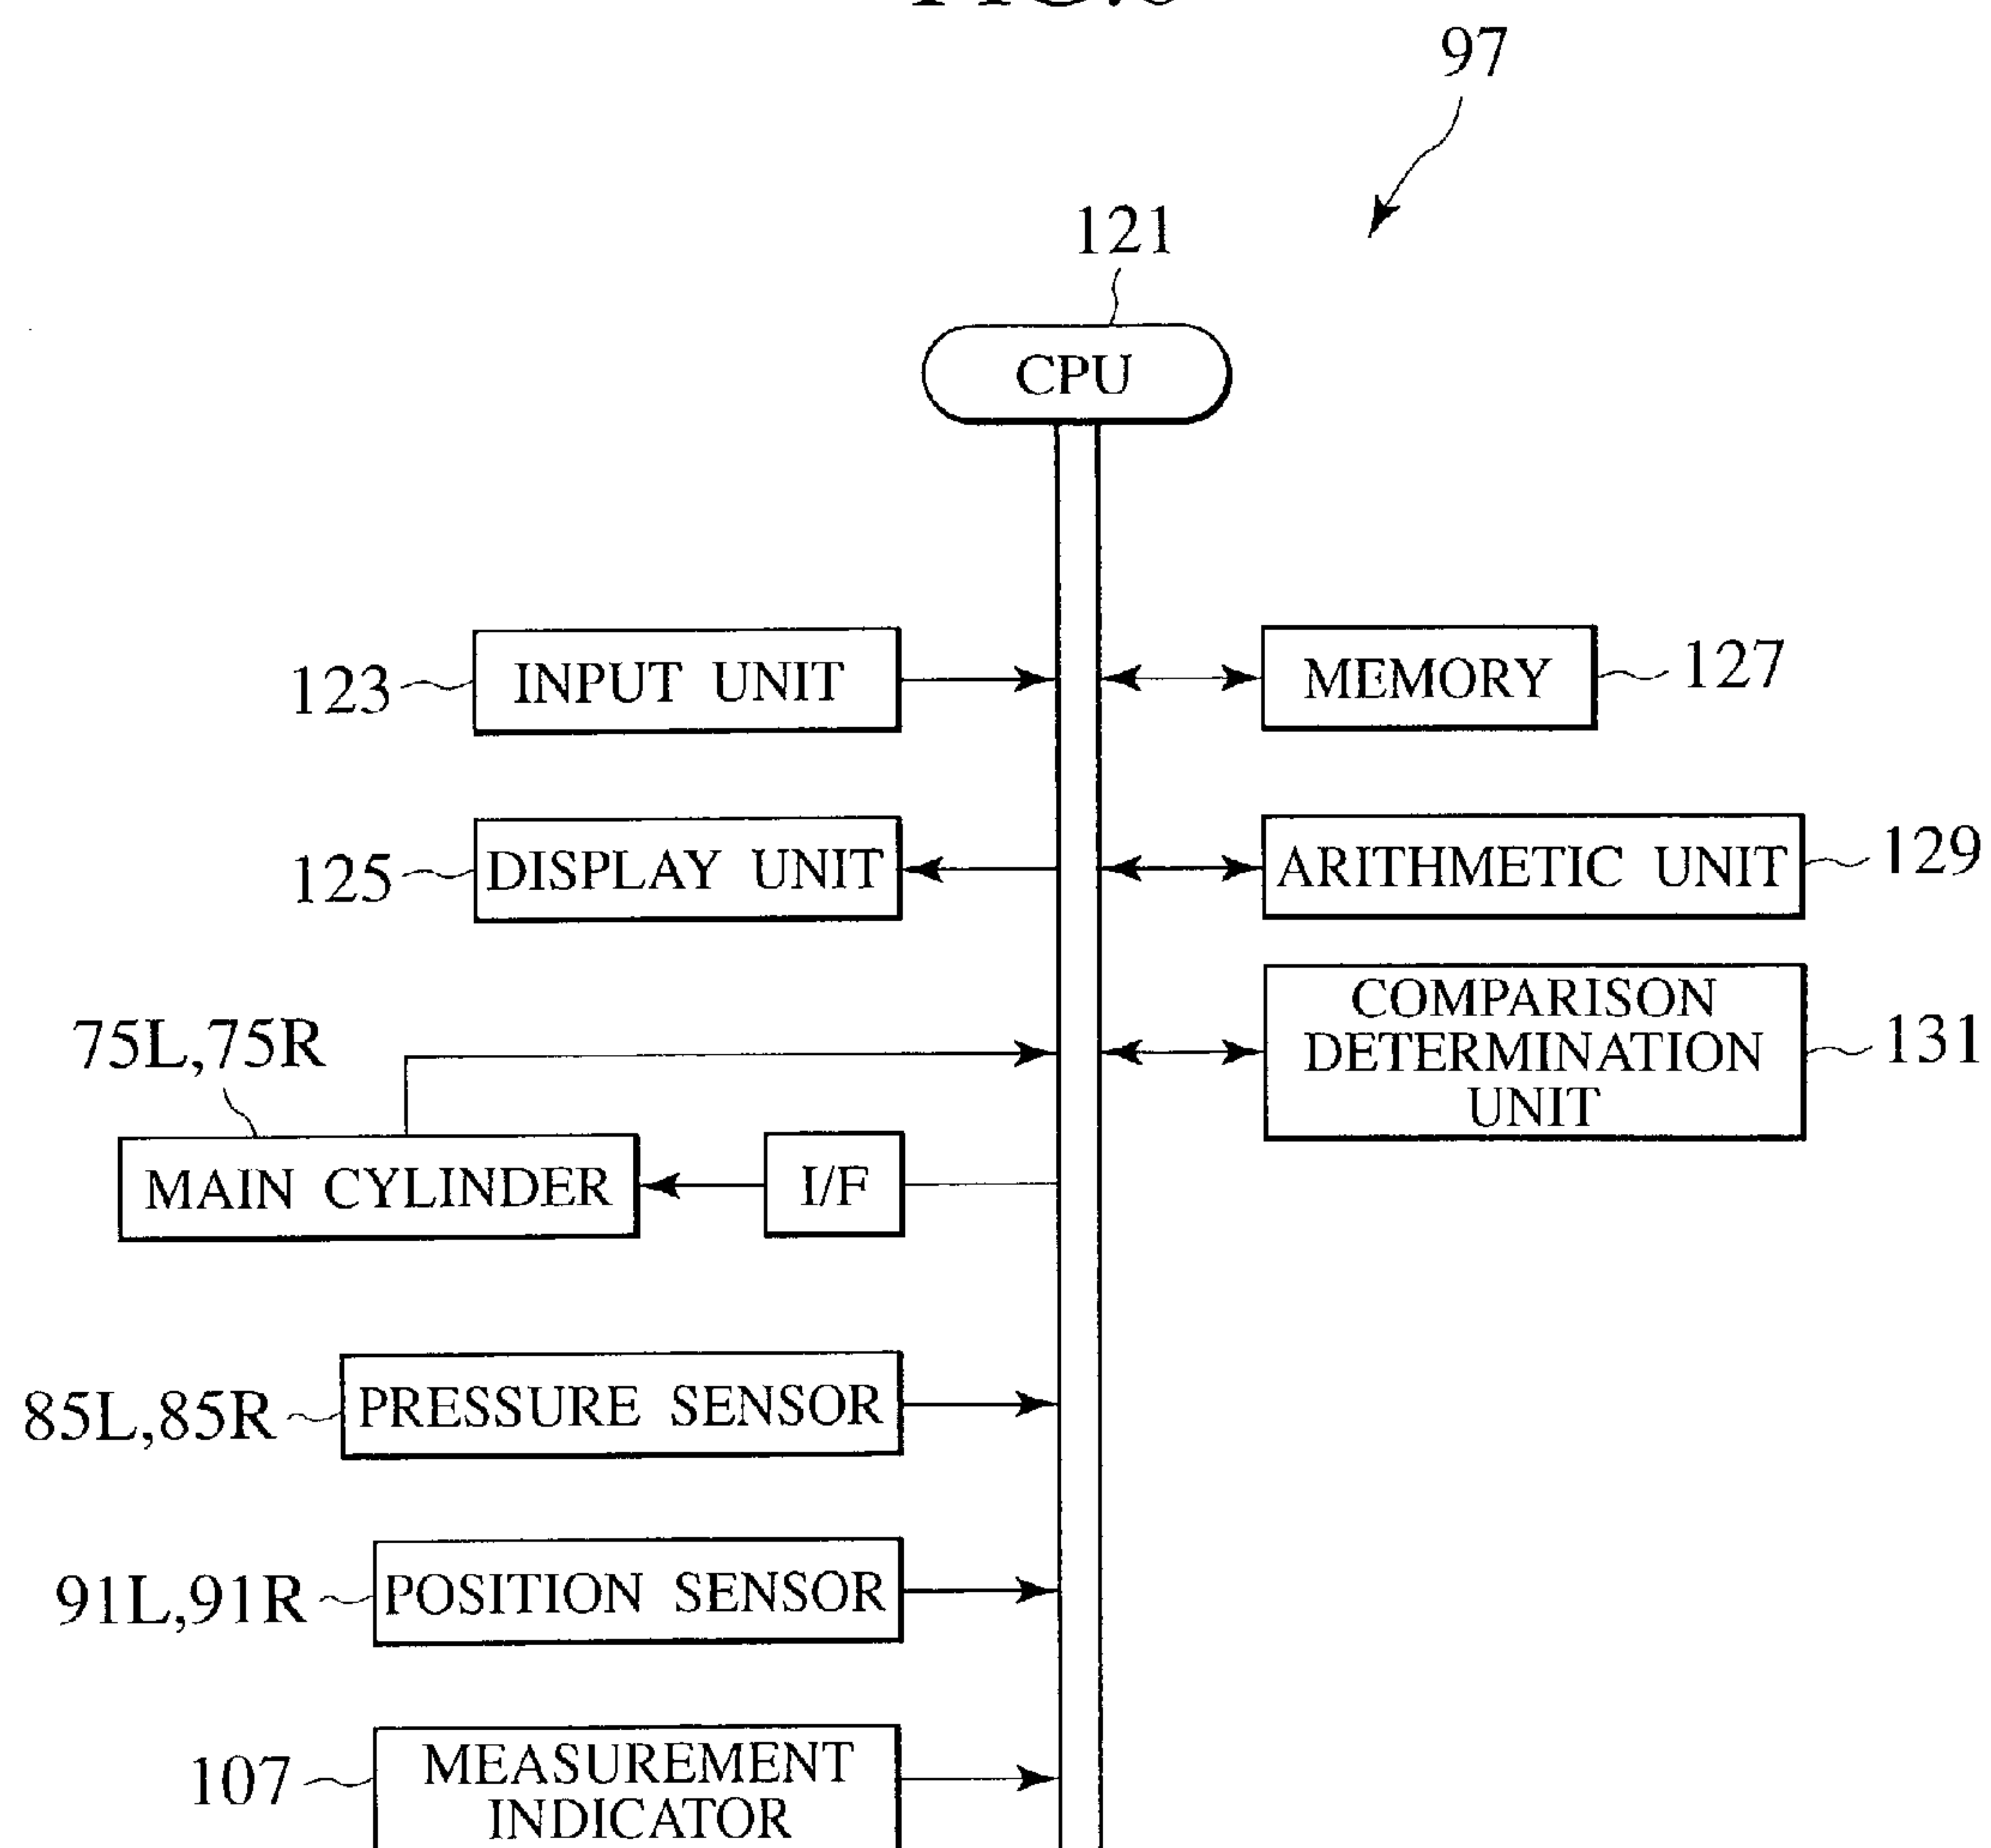 97
121
CPU
123 INPUT UNIT
MEMORY 127
125 DISPLAY UNIT
ARITHMETIC UNIT 129
COMPARISON
DETERMINATION
UNIT
131
75L,75R
MAIN CYLINDER
I/F
85L,85R PRESSURE SENSOR
91L,91R POSITION SENSOR
107
MEASUREMENT
INDICATOR